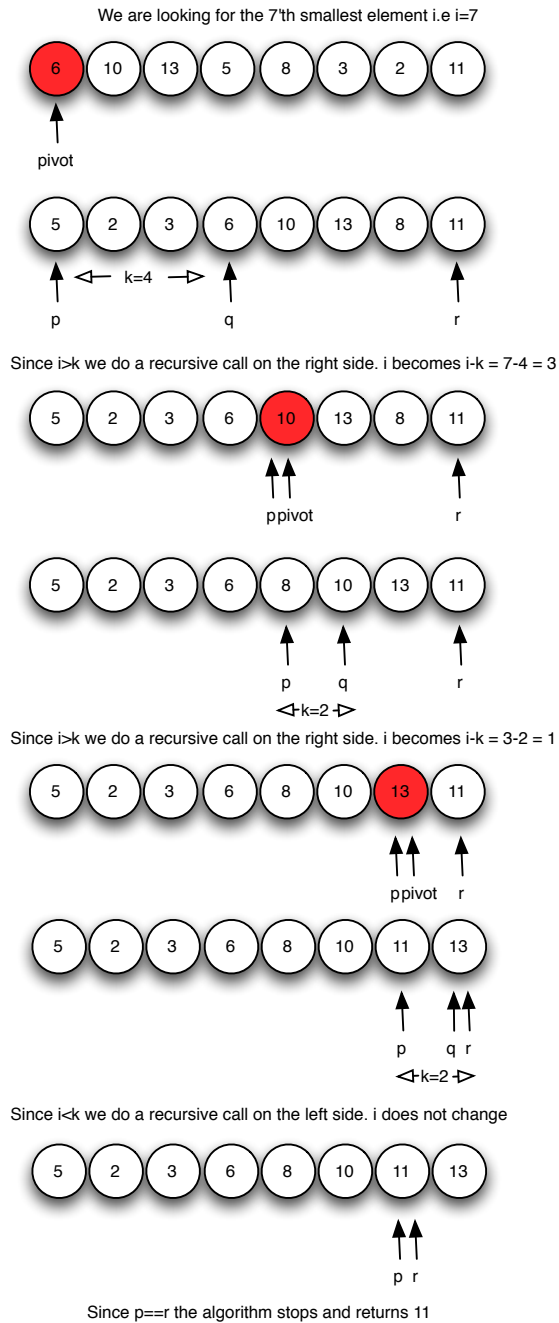 We are looking for the 7'th smallest element i.e i=7
6 10 13 5 8 3 2 11
pivot
5 2 3 6 10 13 8 11
k=4
p q r
Since i>k we do a recursive call on the right side. i becomes i-k = 7-4 = 3
5 2 3 6 10 13 8 11
p pivot r
5 2 3 6 8 10 13 11
p q r
k=2
Since i>k we do a recursive call on the right side. i becomes i-k = 3-2 = 1
5 2 3 6 8 10 13 11
p pivot r
5 2 3 6 8 10 11 13
p q r
k=2
Since i<k we do a recursive call on the left side. i does not change
5 2 3 6 8 10 11 13
p r
Since p==r the algorithm stops and returns 11